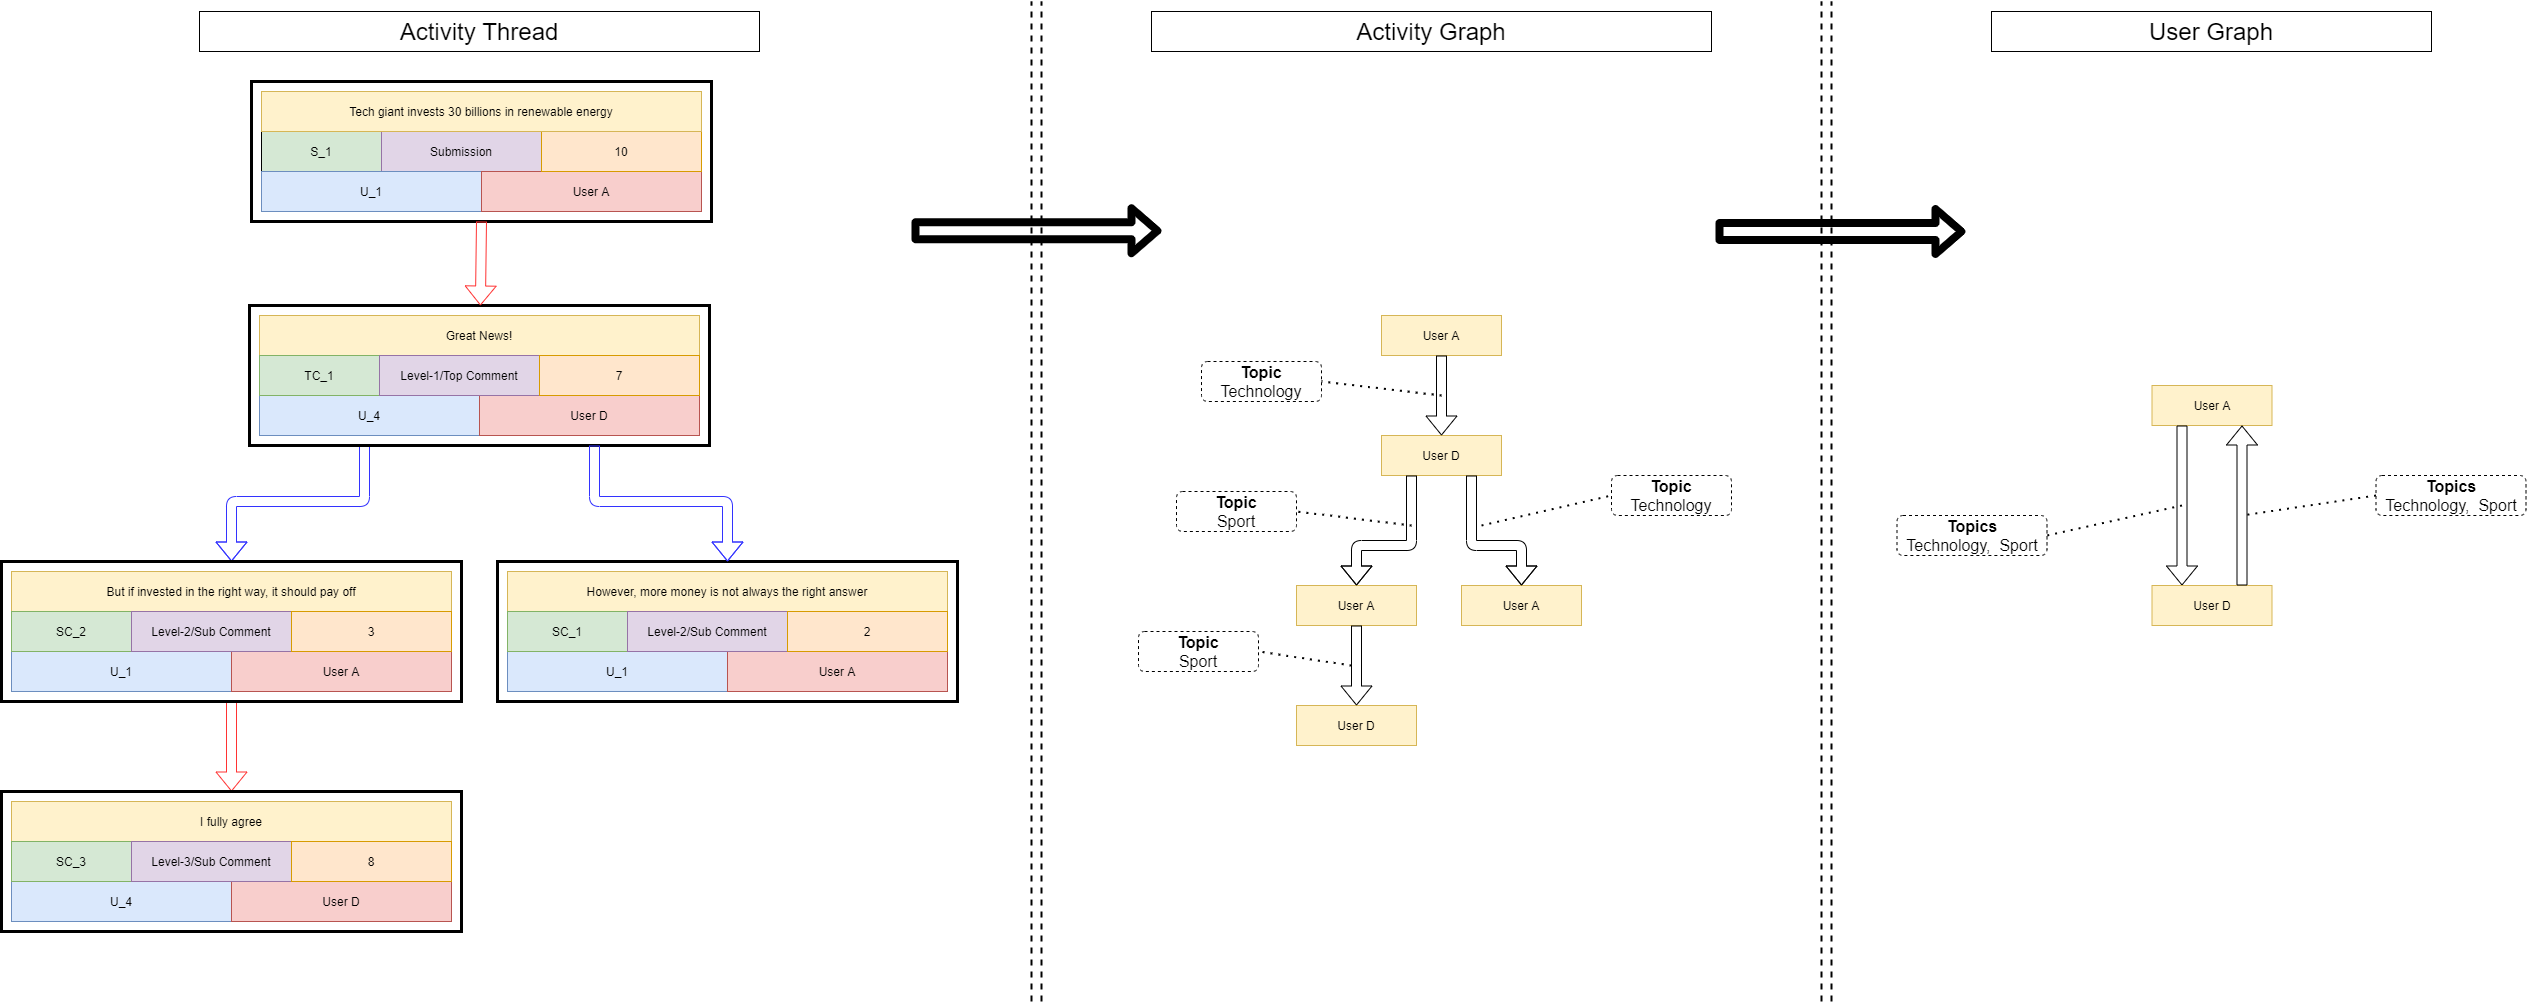 Activity Thread
Tech giant invests 30 billions in renewable energy
S_1 Submission 10
U_1 User A
Great News!
TC_1 Level-1/Top Comment 7
U_4 User D
But if invested in the right way, it should pay off
SC_2 Level-2/Sub Comment 3
U_1 User A
However, more money is not always the right answer
SC_1 Level-2/Sub Comment 2
U_1 User A
I fully agree
SC_3 Level-3/Sub Comment 8
U_4 User D
Activity Graph
User A
Topic
Technology
User D
Topic
Sport
Topic
Technology
User A
User A
Topic
Sport
User D
User Graph
User A
Topics
Technology, Sport
Topics
Technology, Sport
User D